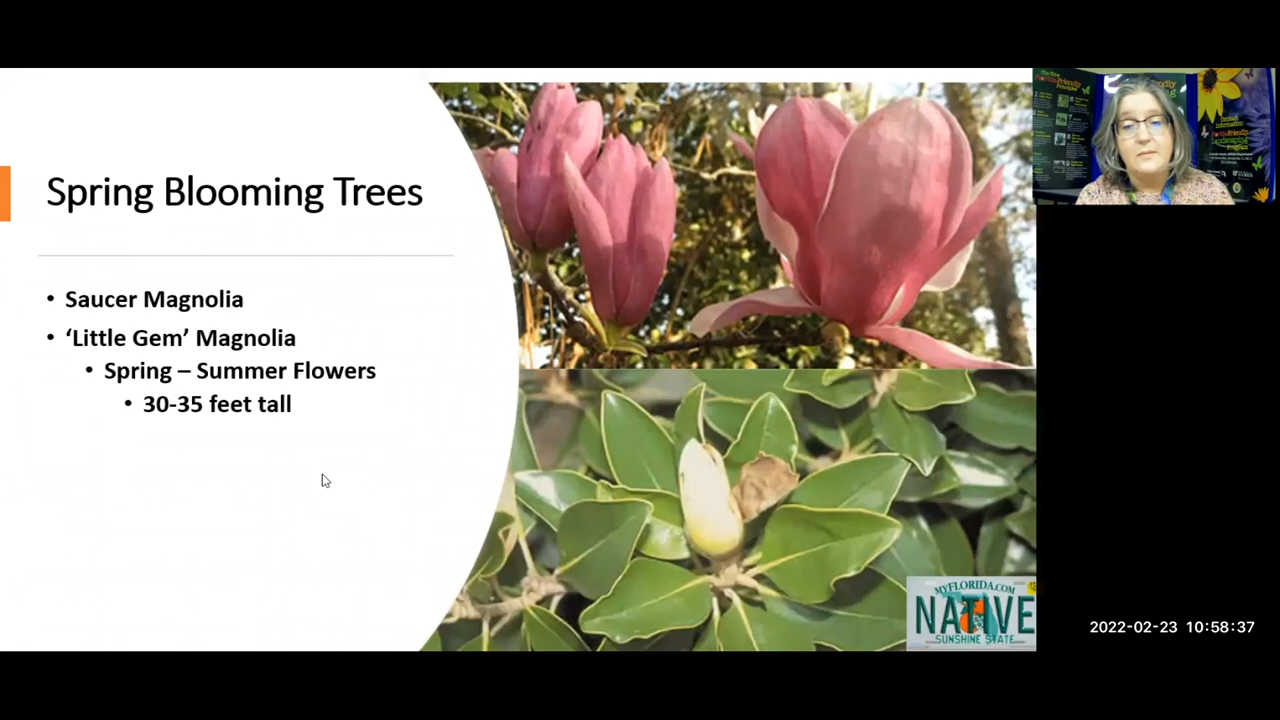 Spring Blooming Trees
• Saucer Magnolia
• ‘Little Gem’ Magnolia
• Spring – Summer Flowers
• 30-35 feet tall
MYFLORIDA.COM
NATIVE
SUNSHINE STATE
2022-02-23 10:58:37